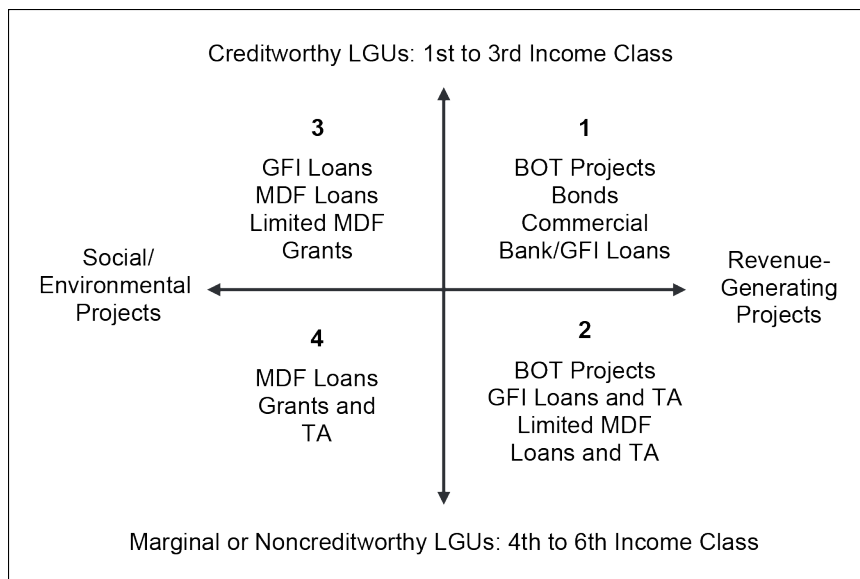 Creditworthy LGUs: 1st to 3rd Income Class
3
GFI Loans
MDF Loans
Limited MDF
Grants
1
BOT Projects
Bonds
Commercial
Bank/GFI Loans
Social/
Environmental
Projects
Revenue-
Generating
Projects
4
MDF Loans
Grants and
TA
2
BOT Projects
GFI Loans and TA
Limited MDF
Loans and TA
Marginal or Noncreditworthy LGUs: 4th to 6th Income Class